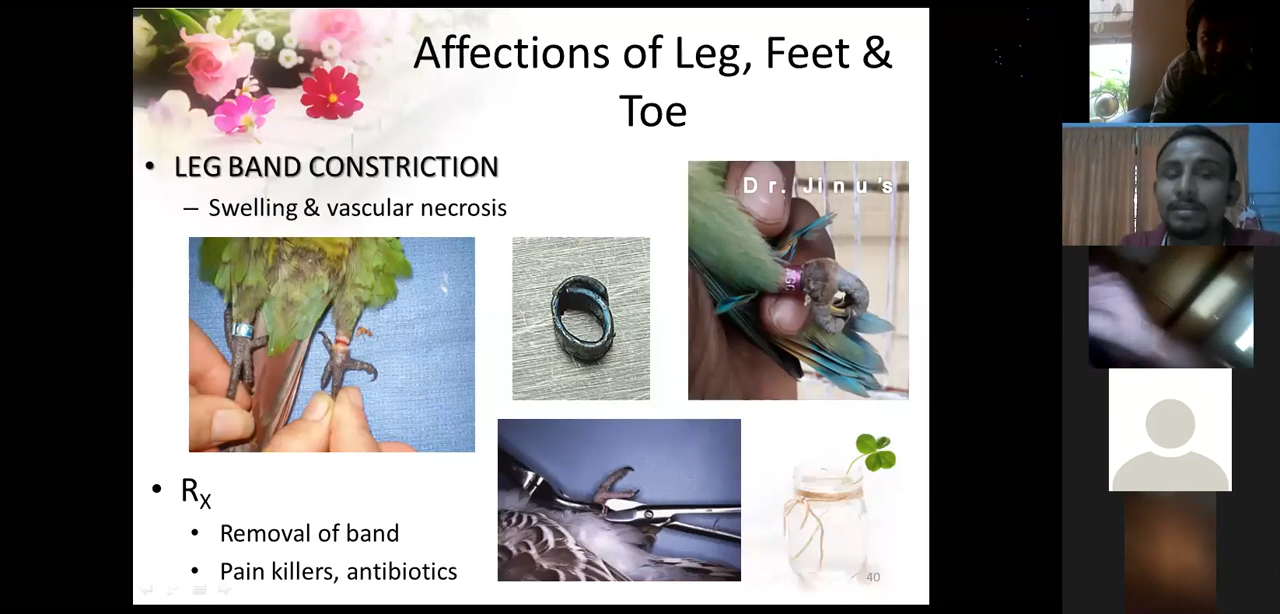 Affections of Leg, Feet &
Toe
• LEG BAND CONSTRICTION
– Swelling & vascular necrosis
Dr. Jinu's
• RX
• Removal of band
• Pain killers, antibiotics
40